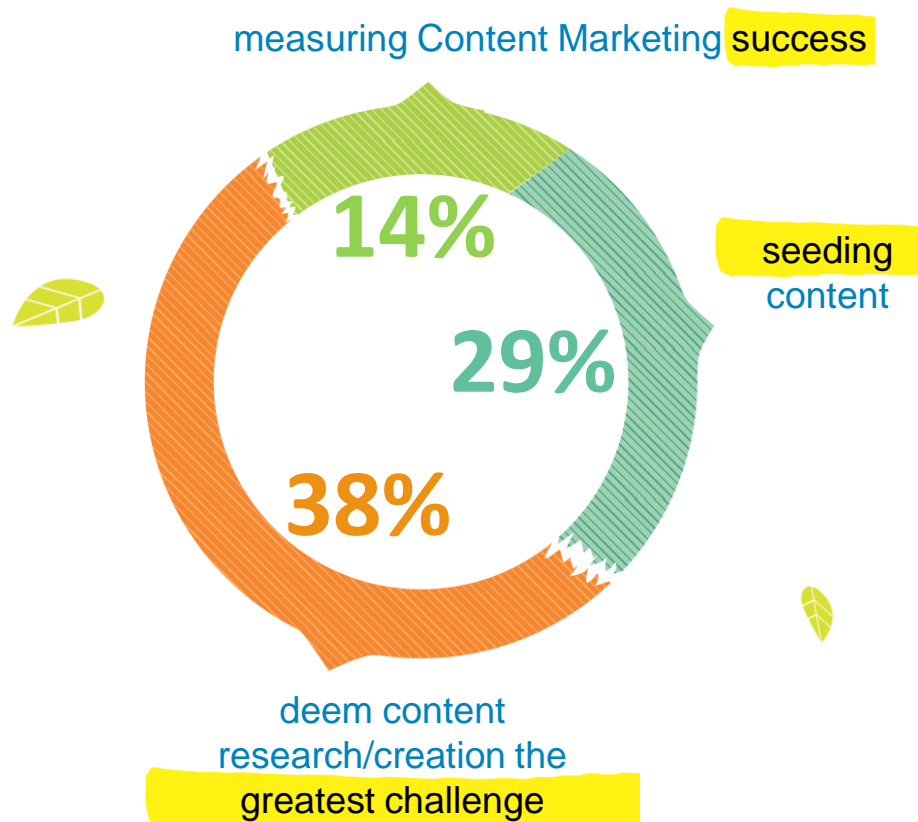 measuring Content Marketing success
14%
seeding
content
29%
38%
deem content
research/creation the
greatest challenge